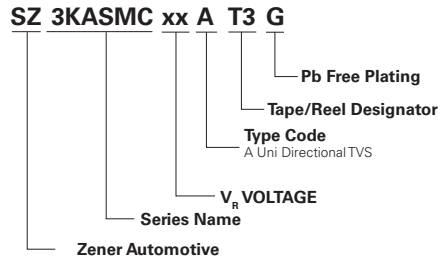 SZ 3KASMC xx A T3 G
Pb Free Plating
Tape/Reel Designator
Type Code
A Uni Directional TVS
VR VOLTAGE
Series Name
Zener Automotive